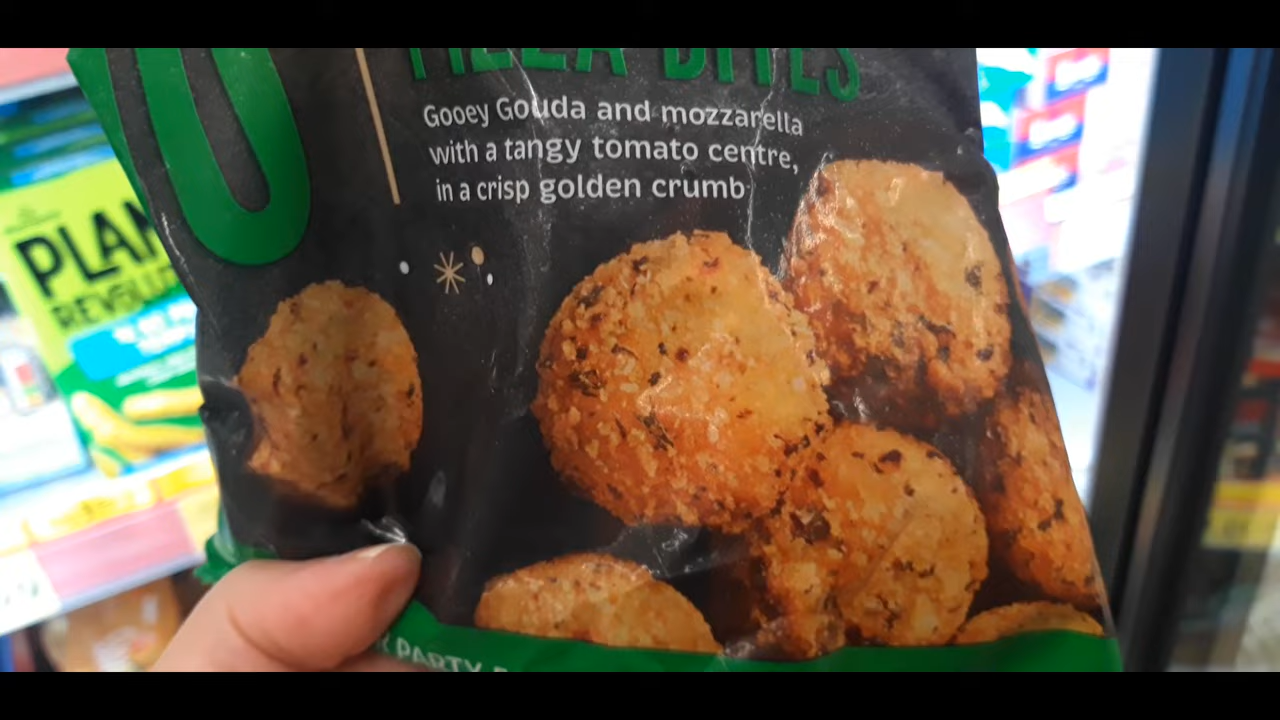 PIZZA BITES
Gooey Gouda and mozzarella
with a tangy tomato centre,
in a crisp golden crumb
PARTY
PLAN
REVOLU